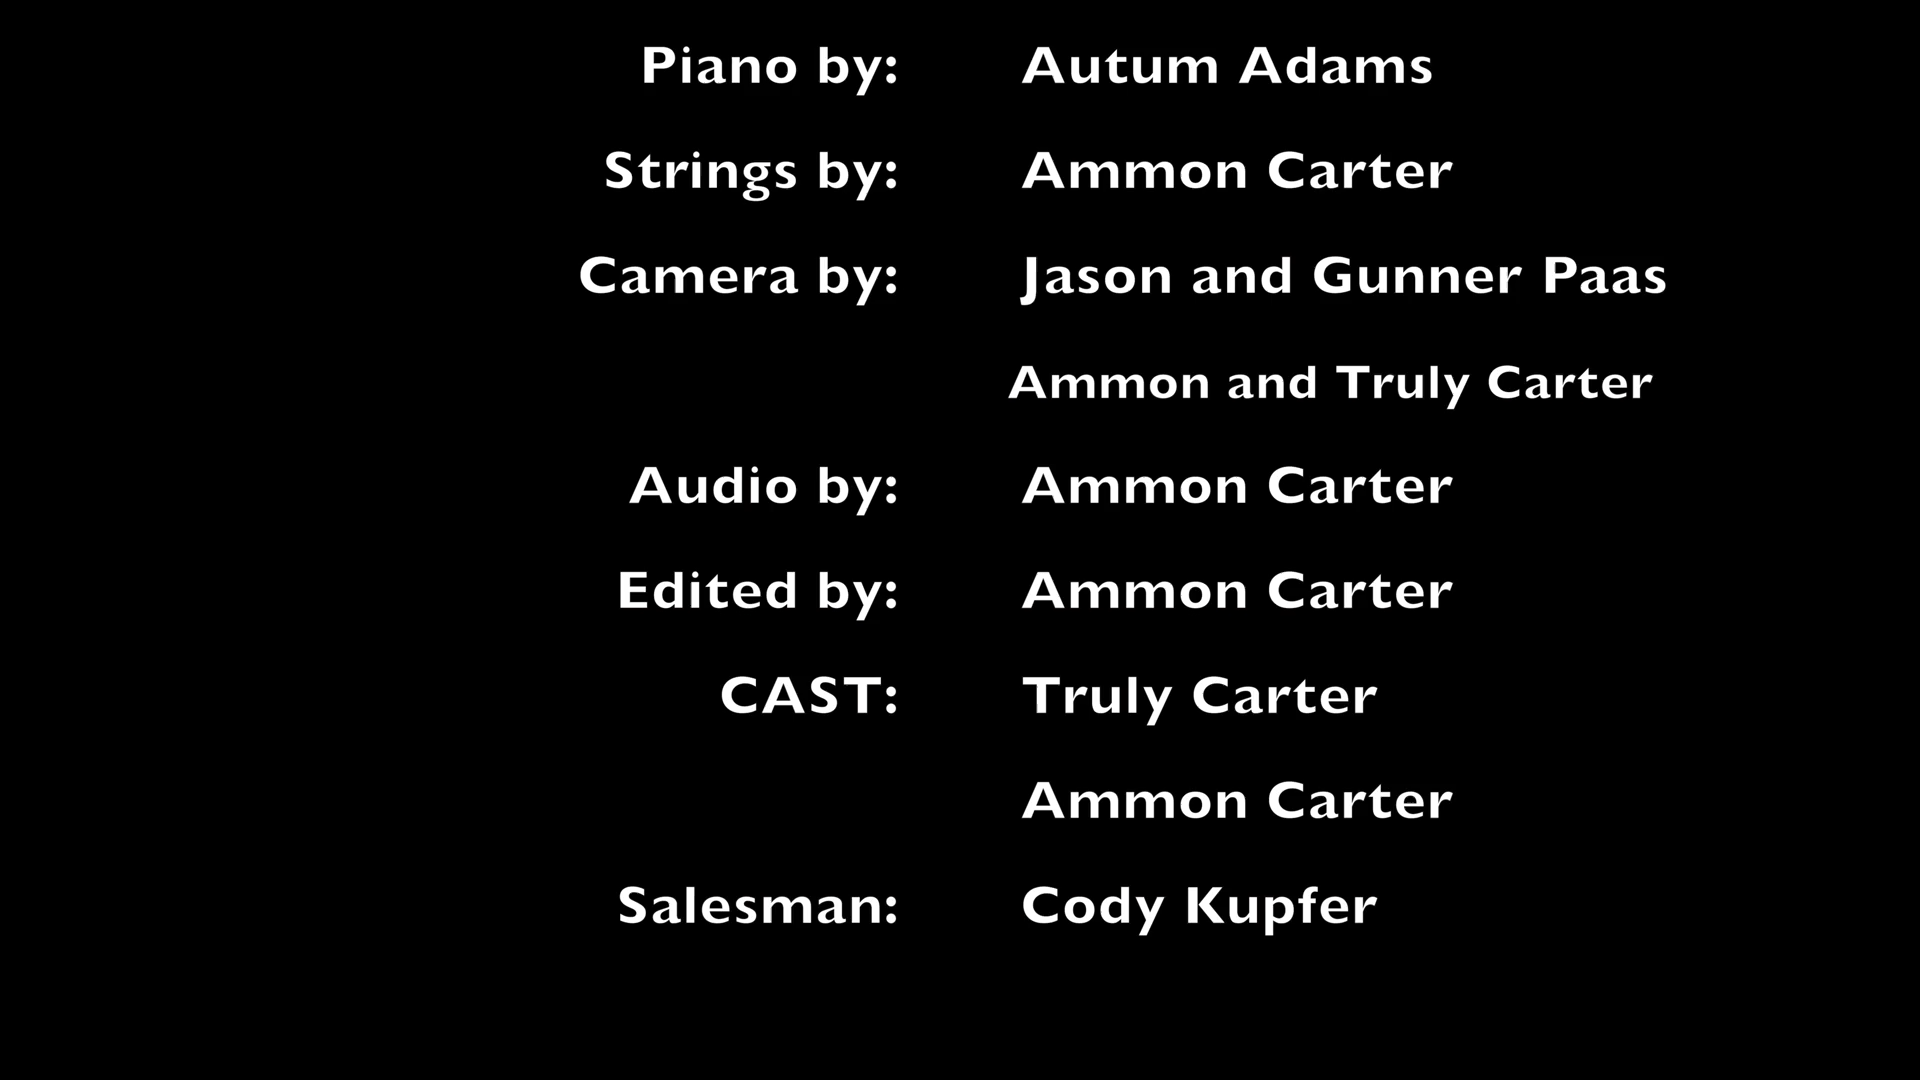 Piano by: Autum Adams
Strings by: Ammon Carter
Camera by: Jason and Gunner Paas
Ammon and Truly Carter
Audio by: Ammon Carter
Edited by: Ammon Carter
CAST: Truly Carter
Ammon Carter
Salesman: Cody Kupfer